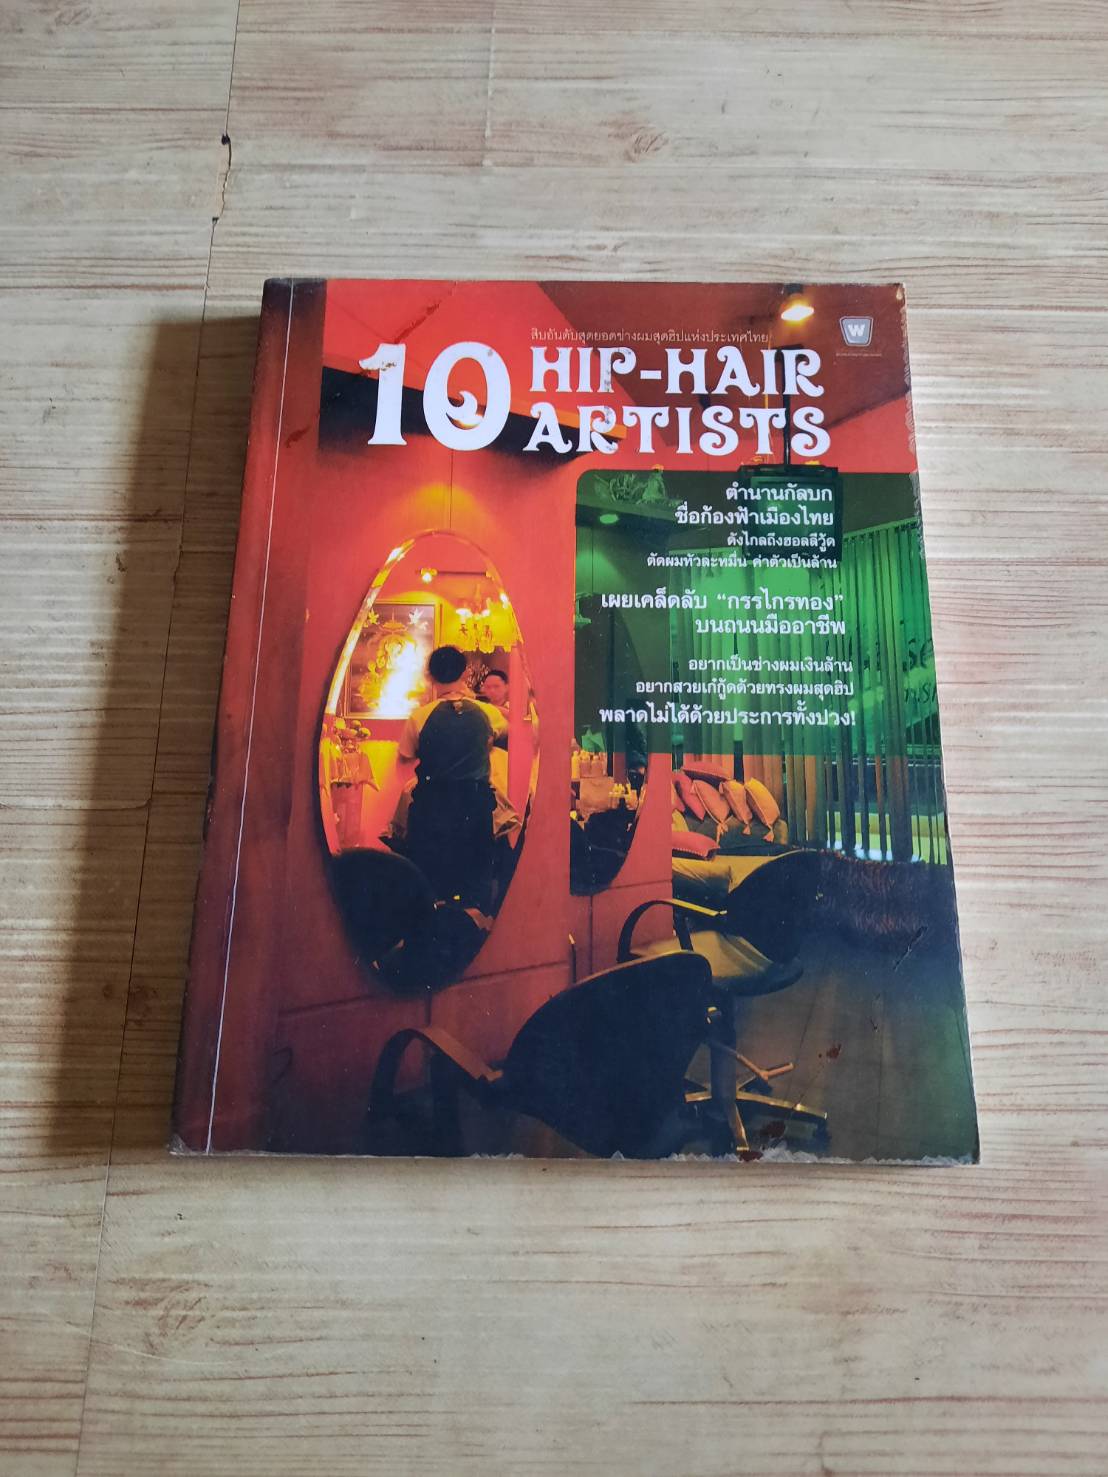 สิบอันดับสุดยอดช่างผมสุดฮิปแห่งประเทศไทย
10 HIP-HAIR
ARTISTS
W
ตำนานกัลบก
ชื่อก้องฟ้าเมืองไทย
ดังไกลถึงฮอลลีวู้ด
ตัดผมหัวละหมื่น ค่าตัวเป็นล้าน
เผยเคล็ดลับ “กรรไกรทอง”
บนถนนมืออาชีพ
อยากเป็นช่างผมเงินล้าน
อยากสวยเก๋กู้ดด้วยทรงผมสุดฮิป
พลาดไม่ได้ด้วยประการทั้งปวง!